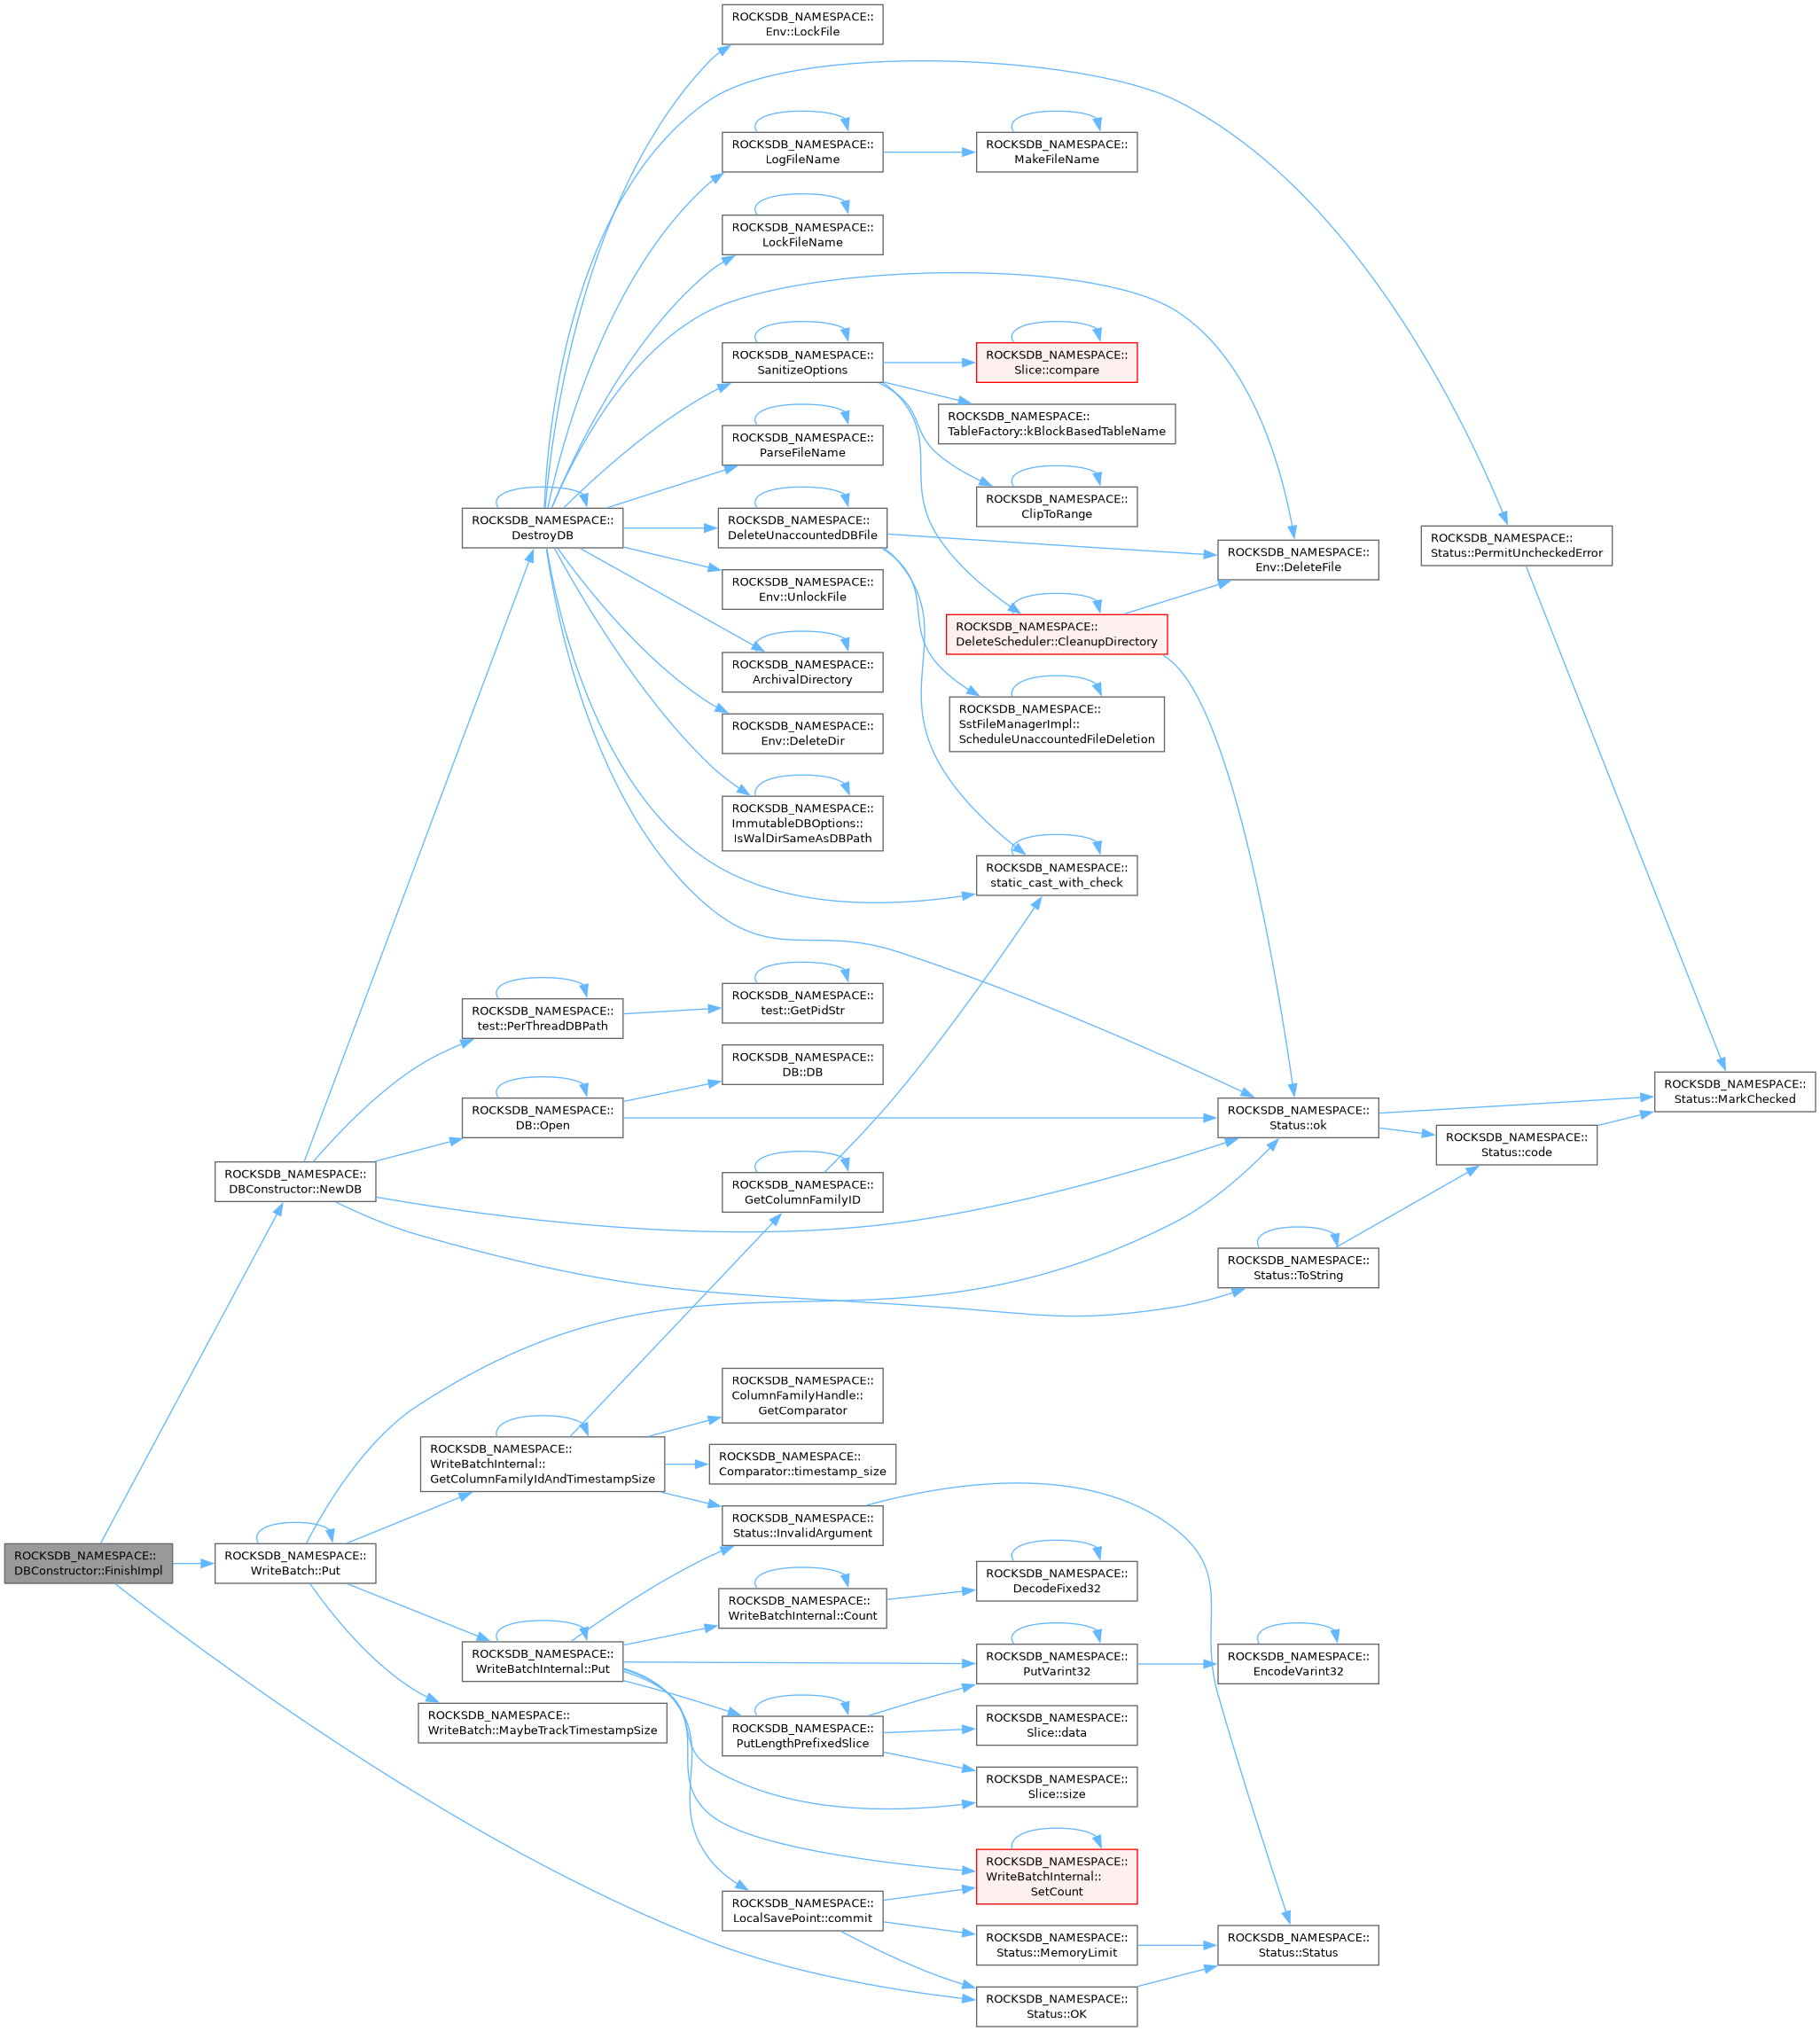 ROCKSDB_NAMESPACE::
Env::LockFile
ROCKSDB_NAMESPACE::
LogFileName
ROCKSDB_NAMESPACE::
MakeFileName
ROCKSDB_NAMESPACE::
LockFileName
ROCKSDB_NAMESPACE::
SanitizeOptions
ROCKSDB_NAMESPACE::
Slice::compare
ROCKSDB_NAMESPACE::
TableFactory::kBlockBasedTableName
ROCKSDB_NAMESPACE::
ParseFileName
ROCKSDB_NAMESPACE::
ClipToRange
ROCKSDB_NAMESPACE::
DestroyDB
ROCKSDB_NAMESPACE::
DeleteUnaccountedDBFile
ROCKSDB_NAMESPACE::
Status::PermitUncheckedError
ROCKSDB_NAMESPACE::
Env::DeleteFile
ROCKSDB_NAMESPACE::
Env::UnlockFile
ROCKSDB_NAMESPACE::
DeleteScheduler::CleanupDirectory
ROCKSDB_NAMESPACE::
ArchivalDirectory
ROCKSDB_NAMESPACE::
SstFileManagerImpl::
ScheduleUnaccountedFileDeletion
ROCKSDB_NAMESPACE::
Env::DeleteDir
ROCKSDB_NAMESPACE::
ImmutableDBOptions::
IsWalDirSameAsDBPath
ROCKSDB_NAMESPACE::
static_cast_with_check
ROCKSDB_NAMESPACE::
test::PerThreadDBPath
ROCKSDB_NAMESPACE::
test::GetPidStr
ROCKSDB_NAMESPACE::
DB::DB
ROCKSDB_NAMESPACE::
Status::MarkChecked
ROCKSDB_NAMESPACE::
DB::Open
ROCKSDB_NAMESPACE::
Status::ok
ROCKSDB_NAMESPACE::
Status::code
ROCKSDB_NAMESPACE::
DBConstructor::NewDB
ROCKSDB_NAMESPACE::
GetColumnFamilyID
ROCKSDB_NAMESPACE::
Status::ToString
ROCKSDB_NAMESPACE::
ColumnFamilyHandle::
GetComparator
ROCKSDB_NAMESPACE::
WriteBatchInternal::
GetColumnFamilyIdAndTimestampSize
ROCKSDB_NAMESPACE::
Comparator::timestamp_size
ROCKSDB_NAMESPACE::
Status::InvalidArgument
ROCKSDB_NAMESPACE::
DBConstructor::FinishImpl
ROCKSDB_NAMESPACE::
WriteBatch::Put
ROCKSDB_NAMESPACE::
DecodeFixed32
ROCKSDB_NAMESPACE::
WriteBatchInternal::Count
ROCKSDB_NAMESPACE::
WriteBatchInternal::Put
ROCKSDB_NAMESPACE::
PutVarint32
ROCKSDB_NAMESPACE::
EncodeVarint32
ROCKSDB_NAMESPACE::
WriteBatch::MaybeTrackTimestampSize
ROCKSDB_NAMESPACE::
PutLengthPrefixedSlice
ROCKSDB_NAMESPACE::
Slice::data
ROCKSDB_NAMESPACE::
Slice::size
ROCKSDB_NAMESPACE::
WriteBatchInternal::
SetCount
ROCKSDB_NAMESPACE::
LocalSavePoint::commit
ROCKSDB_NAMESPACE::
Status::MemoryLimit
ROCKSDB_NAMESPACE::
Status::Status
ROCKSDB_NAMESPACE::
Status::OK